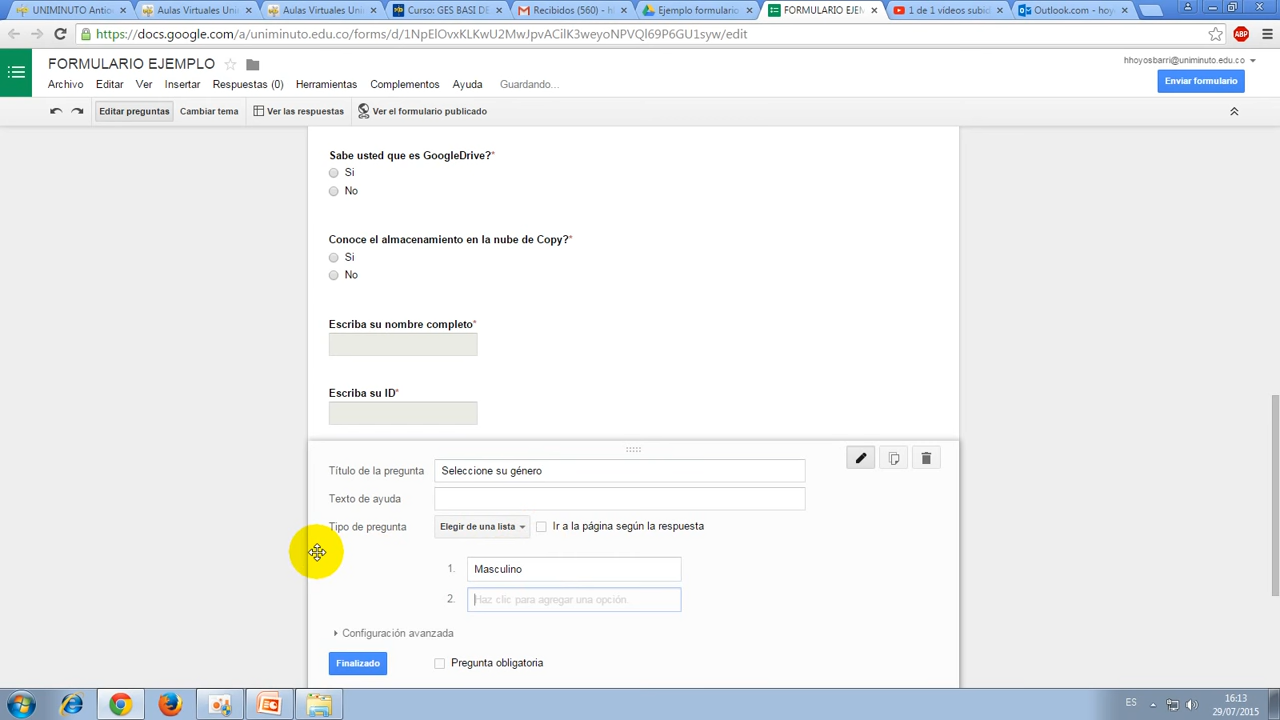 UNIMINUTO Antio
Aulas Virtuales Uni
Aulas Virtuales Uni
Curso: GES BASI DE
Recibidos (560) - h
Ejemplo formulario
FORMULARIO EJEM
1 de 1 vídeos subid
Outlook.com - hoy
https://docs.google.com/a/uniminuto.edu.co/forms/d/1NpElOvxKLKwU2MwJpvACilK3weyoNPVQl69P6GU1syw/edit
ABP
FORMULARIO EJEMPLO
hhoyosbarri@uniminuto.edu.co
Archivo Editar Ver Insertar Respuestas (0) Herramientas Complementos Ayuda Guardando...
Enviar formulario
Editar preguntas Cambiar tema Ver las respuestas Ver el formulario publicado
Sabe usted que es GoogleDrive?*
Si
No
Conoce el almacenamiento en la nube de Copy?*
Si
No
Escriba su nombre completo*
Escriba su ID*
Título de la pregunta Seleccione su género
Texto de ayuda
Tipo de pregunta Elegir de una lista Ir a la página según la respuesta
1. Masculino
2. Haz clic para agregar una opción
Configuración avanzada
Finalizado Pregunta obligatoria
ES
16:13
29/07/2015